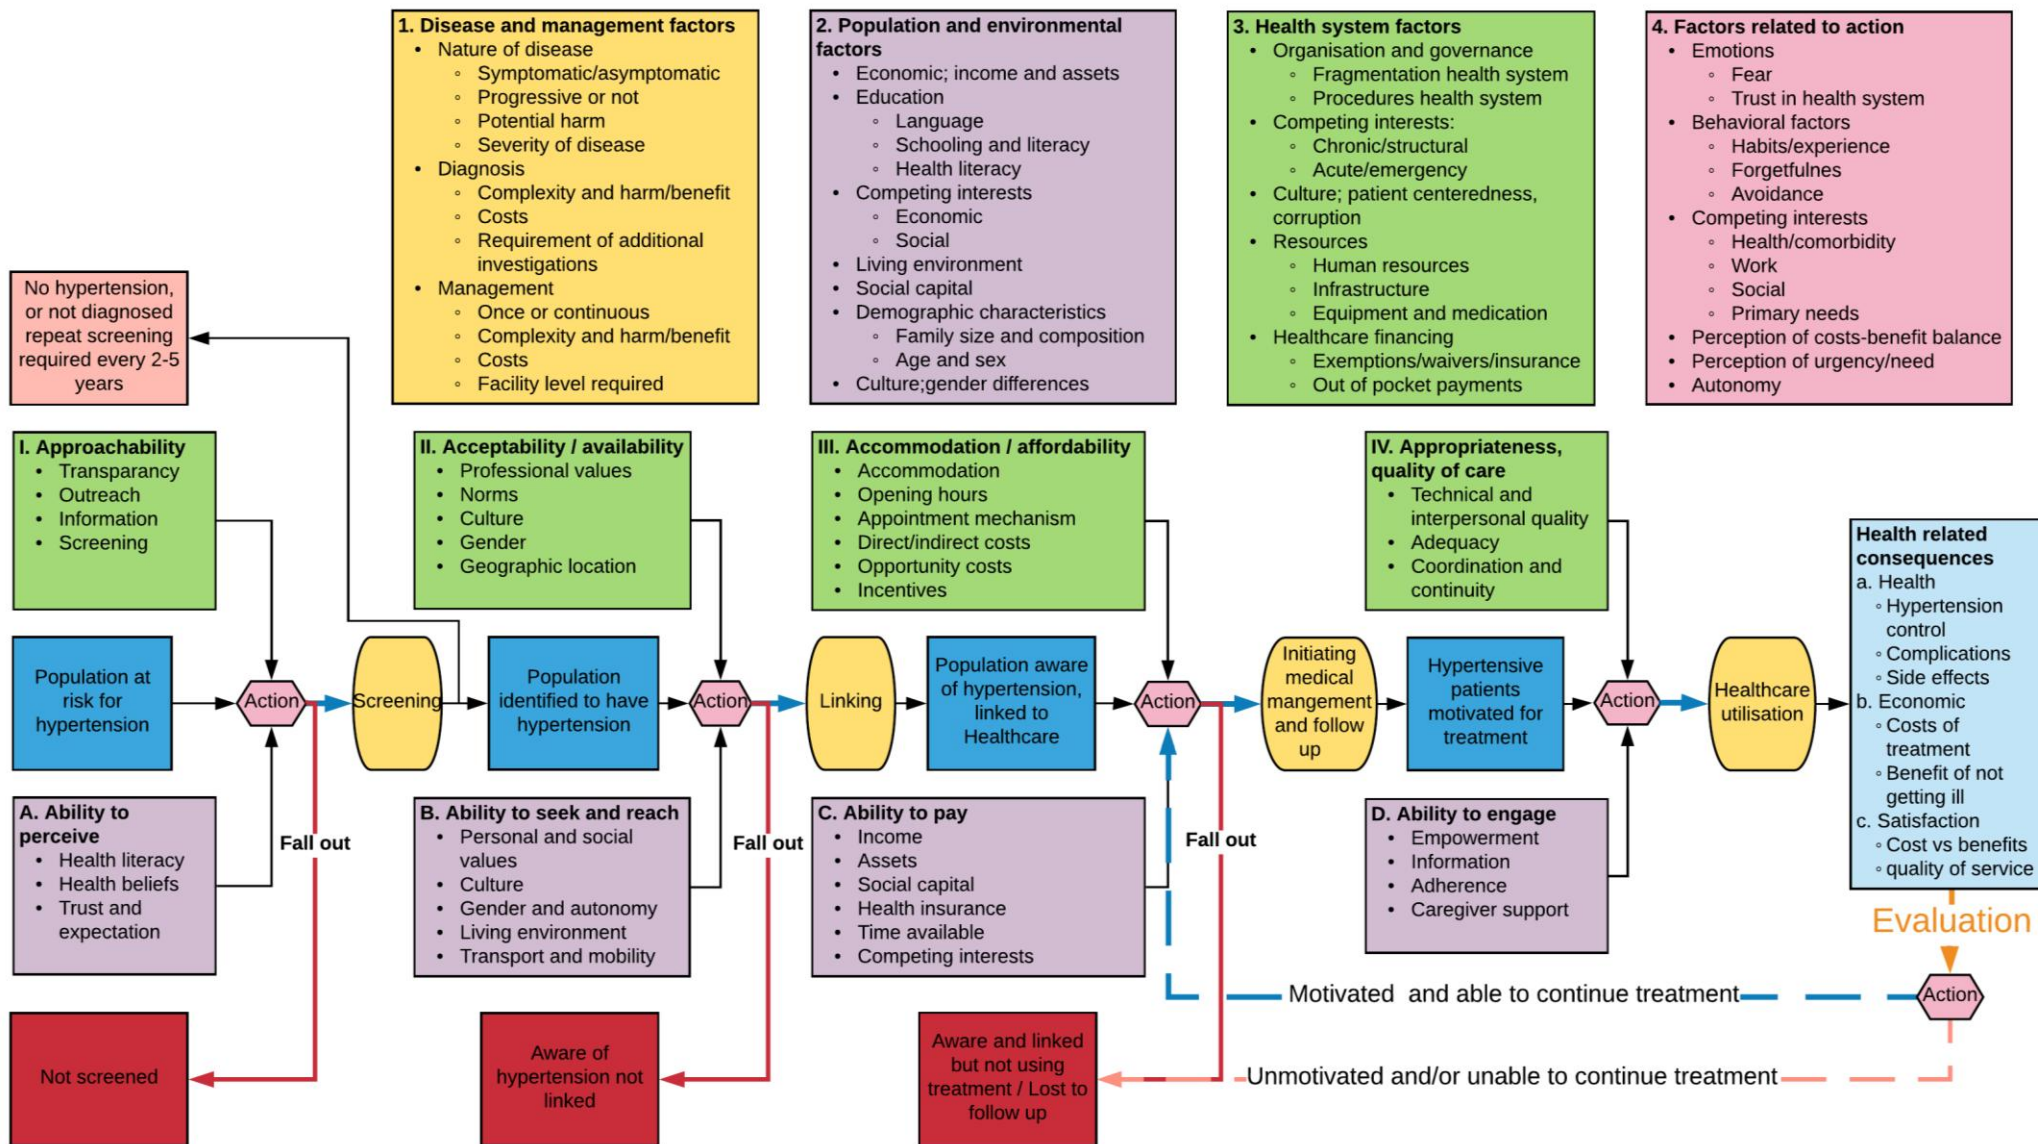 1. Disease and management factors
• Nature of disease
◦ Symptomatic/asymptomatic
◦ Progressive or not
◦ Potential harm
◦ Severity of disease
• Diagnosis
◦ Complexity and harm/benefit
◦ Costs
◦ Requirement of additional
investigations
• Management
◦ Once or continuous
◦ Complexity and harm/benefit
◦ Costs
◦ Facility level required
2. Population and environmental
factors
• Economic; income and assets
• Education
◦ Language
◦ Schooling and literacy
◦ Health literacy
• Competing interests
◦ Economic
◦ Social
• Living environment
• Social capital
• Demographic characteristics
◦ Family size and composition
◦ Age and sex
• Culture;gender differences
3. Health system factors
• Organisation and governance
◦ Fragmentation health system
◦ Procedures health system
• Competing interests:
◦ Chronic/structural
◦ Acute/emergency
• Culture; patient centeredness,
corruption
• Resources
◦ Human resources
◦ Infrastructure
◦ Equipment and medication
• Healthcare financing
◦ Exemptions/waivers/insurance
◦ Out of pocket payments
4. Factors related to action
• Emotions
◦ Fear
◦ Trust in health system
• Behavioral factors
◦ Habits/experience
◦ Forgetfulnes
◦ Avoidance
• Competing interests
◦ Health/comorbidity
◦ Work
◦ Social
◦ Primary needs
• Perception of costs-benefit balance
• Perception of urgency/need
• Autonomy
No hypertension,
or not diagnosed
repeat screening
required every 2-5
years
I. Approachability
• Transparancy
• Outreach
• Information
• Screening
II. Acceptability / availability
• Professional values
• Norms
• Culture
• Gender
• Geographic location
III. Accommodation / affordability
• Accommodation
• Opening hours
• Appointment mechanism
• Direct/indirect costs
• Opportunity costs
• Incentives
IV. Appropriateness,
quality of care
• Technical and
interpersonal quality
• Adequacy
• Coordination and
continuity
Population at
risk for
hypertension
Action
Screening
Population
identified to have
hypertension
Action
Linking
Population aware
of hypertension,
linked to
Healthcare
Action
Initiating
medical
mangement
and follow
up
Hypertensive
patients
motivated for
treatment
Action
Healthcare
utilisation
Health related
consequences
a. Health
◦ Hypertension
control
◦ Complications
◦ Side effects
b. Economic
◦ Costs of
treatment
◦ Benefit of not
getting ill
c. Satisfaction
◦ Cost vs benefits
◦ quality of service
A. Ability to
perceive
• Health literacy
• Health beliefs
• Trust and
expectation
Fall out
B. Ability to seek and reach
• Personal and social
values
• Culture
• Gender and autonomy
• Living environment
• Transport and mobility
Fall out
C. Ability to pay
• Income
• Assets
• Social capital
• Health insurance
• Time available
• Competing interests
Fall out
D. Ability to engage
• Empowerment
• Information
• Adherence
• Caregiver support
Evaluation
Action
Motivated and able to continue treatment
Unmotivated and/or unable to continue treatment
Not screened
Aware of
hypertension not
linked
Aware and linked
but not using
treatment / Lost to
follow up